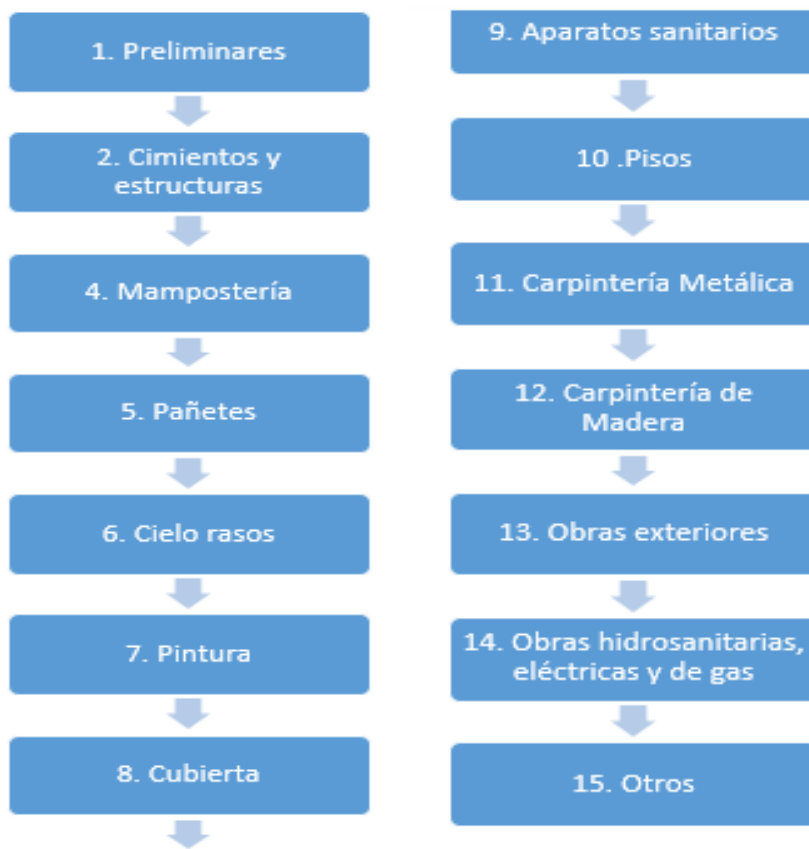 1. Preliminares
2. Cimientos y
estructuras
4. Mampostería
5. Pañetes
6. Cielo rasos
7. Pintura
8. Cubierta
9. Aparatos sanitarios
10 .Pisos
11. Carpintería Metálica
12. Carpintería de
Madera
13. Obras exteriores
14. Obras hidrosanitarias,
eléctricas y de gas
15. Otros